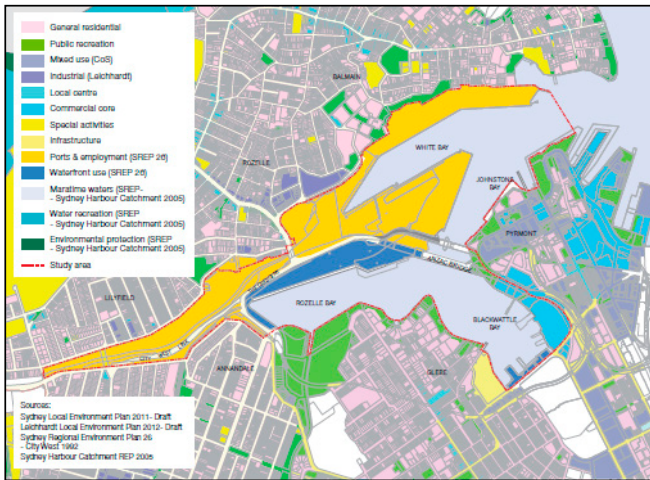 General residential
Public recreation
Mixed use (CoS)
Industrial (Leichhardt)
Local centre
Commercial core
Special activities
Infrastructure
Ports & employment (SREP 26)
Waterfront use (SREP 26)
Maratime waters (SREP-
- Sydney Harbour Catchment 2005)
Water recreation (SREP
- Sydney Harbour Catchment 2005)
Environmental protection (SREP
- Sydney Harbour Catchment 2005)
Study area
BALMAIN
WHITE BAY
ROZELLE
JOHNSTONS
BAY
PYRMONT
ANZAC BRIDGE
LILYFIELD
ROZELLE BAY
BLACKWATTLE
BAY
CITY WEST LINK
ANNANDALE
GLEBE
Sources:
Sydney Local Environment Plan 2011- Draft
Leichhardt Local Environment Plan 2012- Draft
Sydney Regional Environment Plan 26
- City West 1992
Sydney Harbour Catchment REP 2005